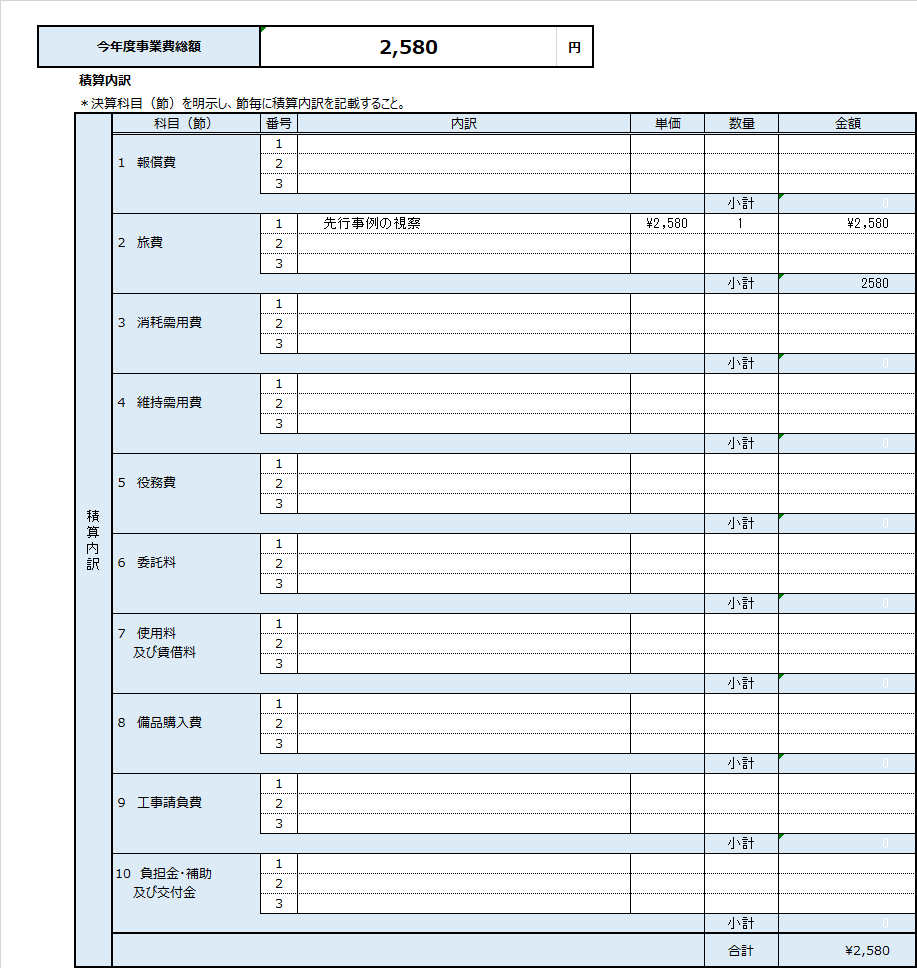 今年度事業費総額 2,580 円
積算内訳
＊決算科目（節）を明示し、節毎に積算内訳を記載すること。
科目（節） 番号 内訳 単価 数量 金額
積算内訳
1 報償費
1
2
3
小計 0
2 旅費
1 先行事例の視察 ¥2,580 1 ¥2,580
2
3
小計 2580
3 消耗需用費
1
2
3
小計 0
4 維持需用費
1
2
3
小計 0
5 役務費
1
2
3
小計 0
6 委託料
1
2
3
小計 0
7 使用料
及び賃借料
1
2
3
小計 0
8 備品購入費
1
2
3
小計 0
9 工事請負費
1
2
3
小計 0
10 負担金・補助
及び交付金
1
2
3
小計 0
合計 ¥2,580